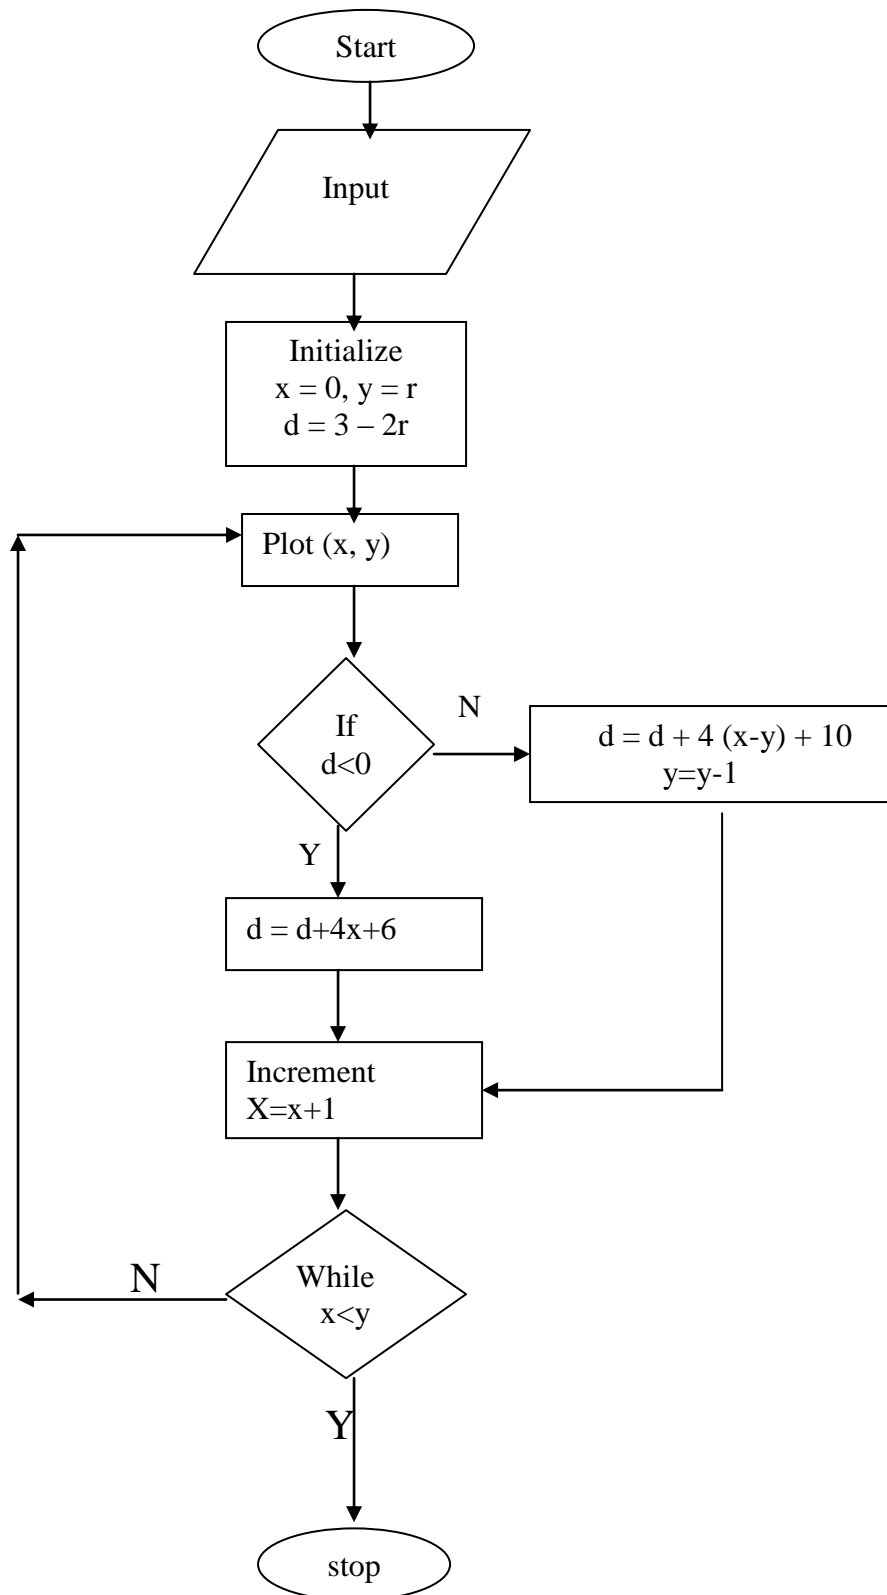 Start
Input
Initialize
x = 0, y = r
d = 3 – 2r
Plot (x, y)
If
d<0
N
d = d + 4 (x-y) + 10
y=y-1
Y
d = d+4x+6
Increment
X=x+1
While
x<y
N
Y
stop